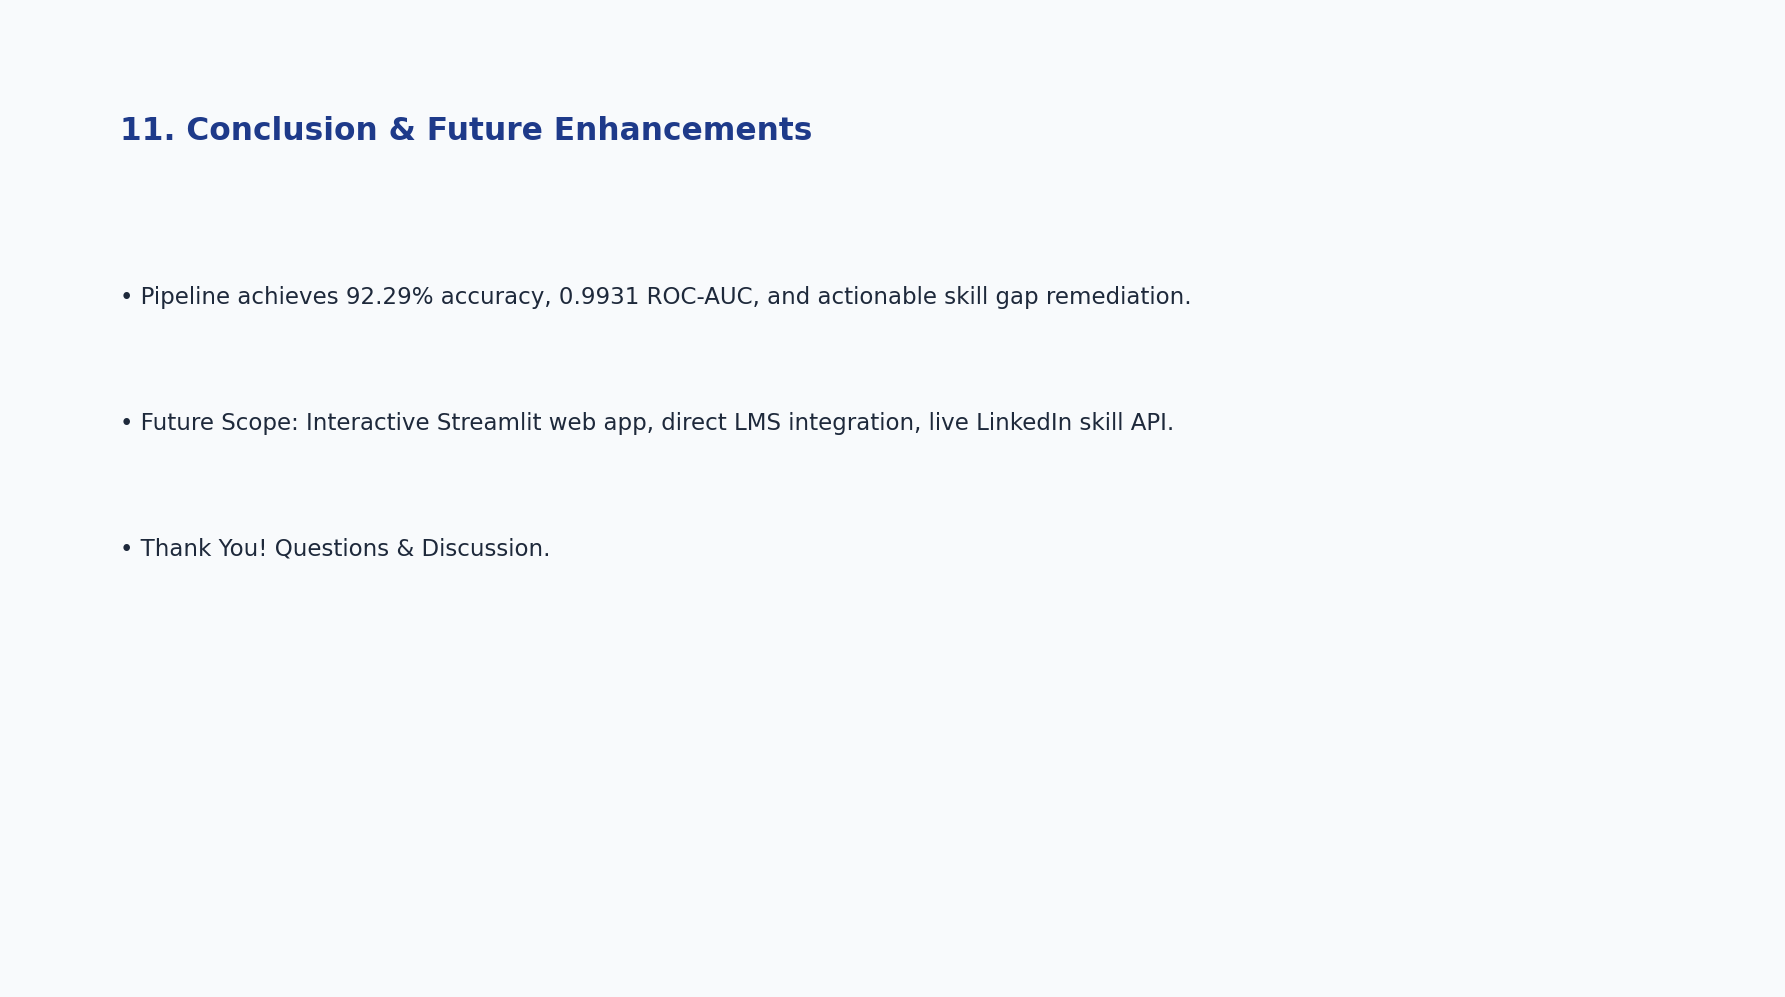 11. Conclusion & Future Enhancements
• Pipeline achieves 92.29% accuracy, 0.9931 ROC-AUC, and actionable skill gap remediation.
• Future Scope: Interactive Streamlit web app, direct LMS integration, live LinkedIn skill API.
• Thank You! Questions & Discussion.